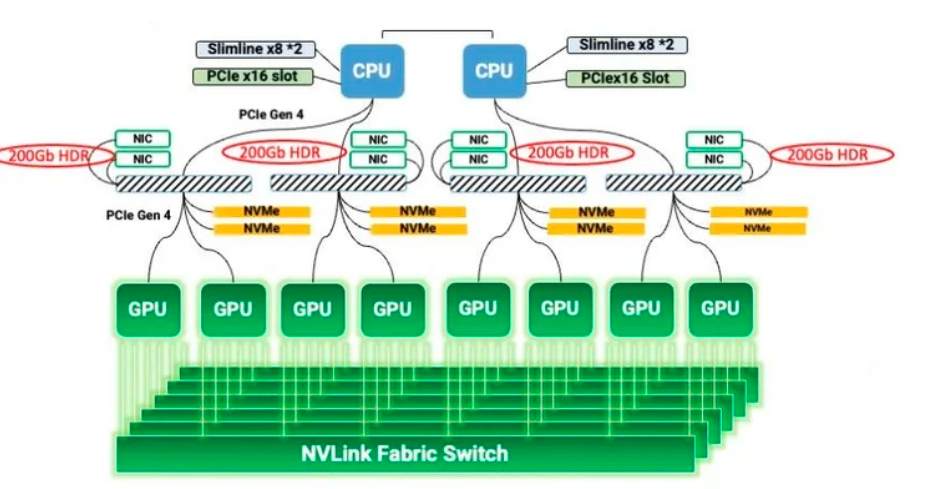 Slimline x8 *2
Slimline x8 *2
CPU
CPU
PCIe x16 slot
PCIex16 Slot
PCIe Gen 4
NIC
NIC
NIC
NIC
200Gb HDR
NIC
200Gb HDR
NIC
NIC
200Gb HDR
NIC
200Gb HDR
PCIe Gen 4
NVMe
NVMe
NVMe
NVMe
NVMe
NVMe
NVMe
NVMe
GPU
GPU
GPU
GPU
GPU
GPU
GPU
GPU
NVLink Fabric Switch